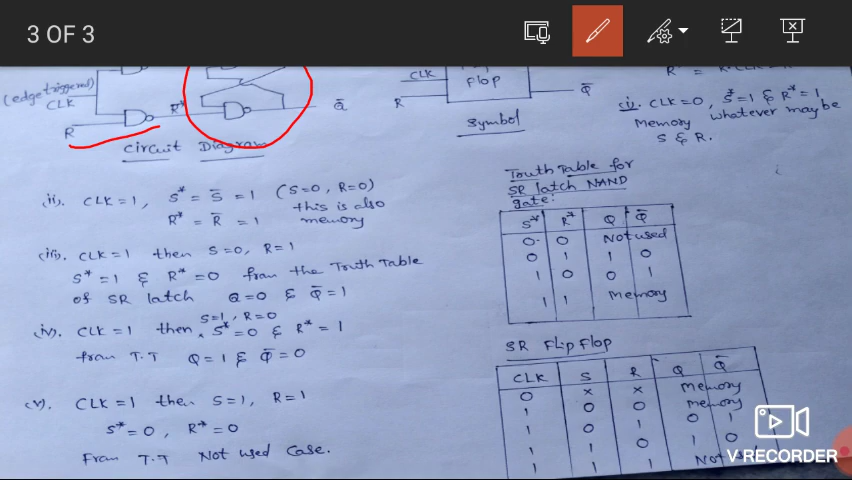 3 OF 3
(edge triggered)
CLK
R
R*
Q̄
Circuit Diagram
CLK
R
Flop
Q̄
Symbol
(i). CLK=0, S*=1 & R*=1
Memory whatever may be
S & R.
(ii). CLK=1, S* = S̄ = 1 (S=0, R=0)
R* = R̄ = 1 this is also
memory
(iii). CLK=1 then S=0, R=1
S*=1 & R*=0 from the Truth Table
of SR latch Q=0 & Q̄=1
(iv). CLK=1 then S=1, R=0
S*=0 & R*=1
from T.T Q=1 & Q̄=0
(v). CLK=1 then S=1, R=1
S*=0, R*=0
From T.T Not used Case.
Truth Table for
SR latch NAND
gate:
S* R* Q Q̄
0 0 Not used
0 1 1 0
1 0 0 1
1 1 Memory
SR Flip Flop
CLK S R Q Q̄
0 x x Memory
1 0 0 Memory
1 0 1 0 1
1 1 0 1 0
1 1 1 Not
V RECORDER